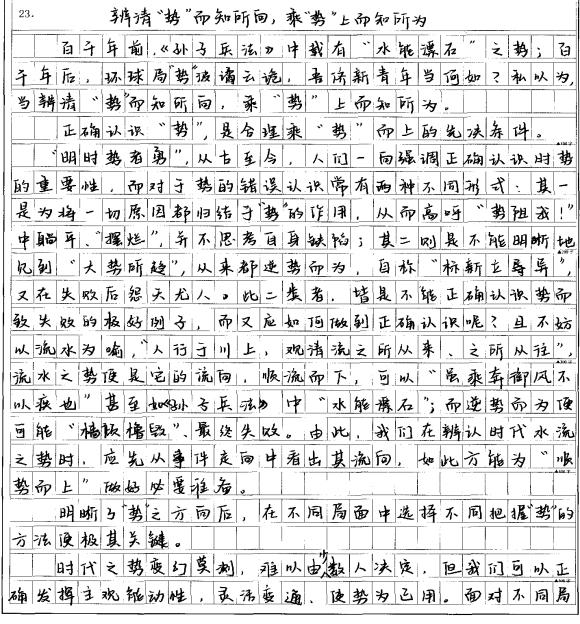 23.
辨清“势”而知所向，乘“势”上而知所为
百千年前，《孙子兵法》中载有“水能漂石”之势；百
千年后，环球局“势”波谲云诡，吾侪新青年当何如？私以为，
当辨清“势”而知所向，乘“势”上而知所为。
正确认识“势”，是合理乘“势”而上的先决条件。
“明时势者勇”，从古至今，人们一向强调正确认识时势
的重要性，而对于势的错误认识常有两种不同形式：其一
是为将一切原因都归结于“势”的作用，从而高呼“势阻我！”
中躺平、“摆烂”，并不思考自身缺陷；其二则是不能明晰地
见到“大势所趋”，从来都逆势而为，自称“标新立异”
又在失败后怨天尤人。此二类者，皆是不能正确认识势而
致失败的极好例子，而又应如何做到正确认识呢？且不妨
以流水为喻，“人行于川上，观清流之所从来、之所从往”，
流水之势便是它的流向，顺流而下，可以“虽乘奔御风不
以疾也”甚至如《孙子兵法》中“水能漂石”；而逆势而为便
可能“樯倾楫毁”、最终失败。由此，我们在辨认时代水流
之势时，应先从事件走向中看出其流向，如此方能为“顺
势而上”做好必要准备。
明晰了“势”之方向后，在不同局面中选择不同把握“势”的
方法便极其关键。
时代之势变幻莫测，难以由少数人决定，但我们可以正
确发挥主观能动性，灵活变通、使势为己用。面对不同局